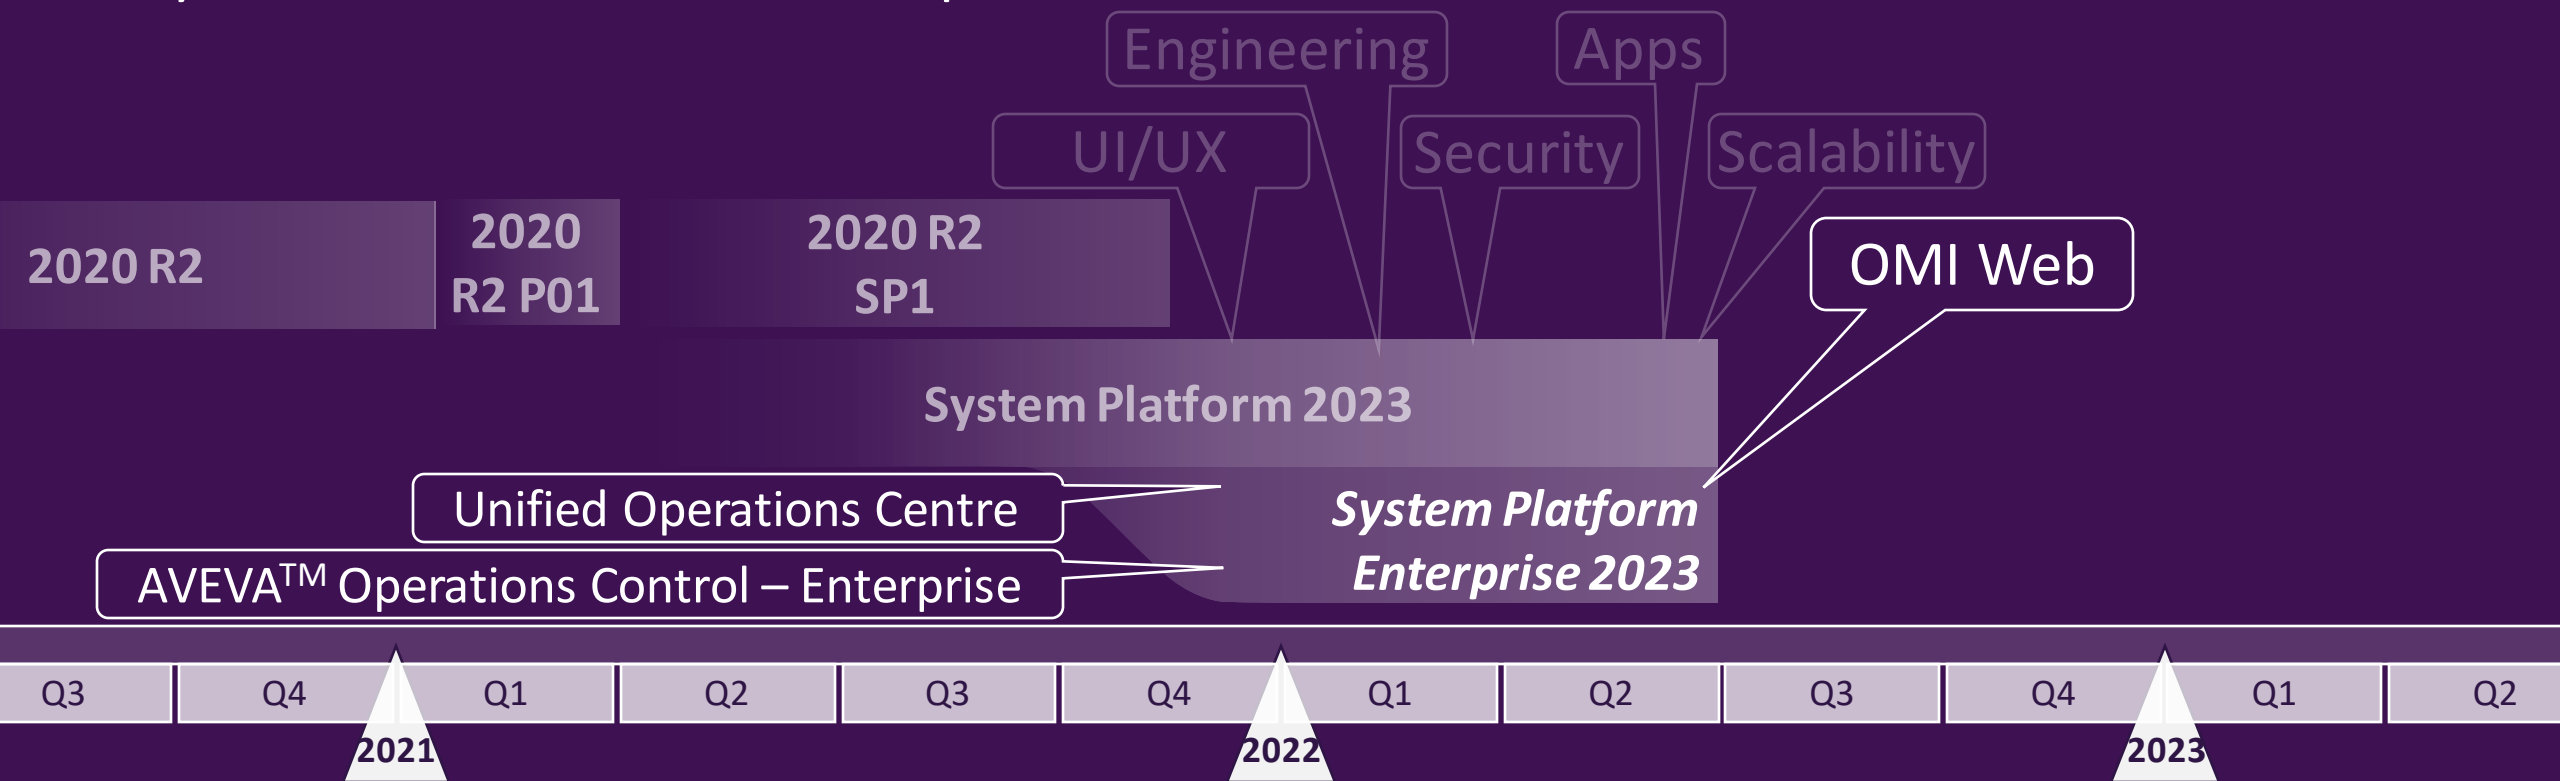 Engineering
Apps
UI/UX
Security
Scalability
2020 R2
2020
R2 P01
2020 R2
SP1
OMI Web
System Platform 2023
Unified Operations Centre
System Platform
Enterprise 2023
AVEVA™ Operations Control – Enterprise
Q3 Q4 Q1 Q2 Q3 Q4 Q1 Q2 Q3 Q4 Q1 Q2
2021 2022 2023